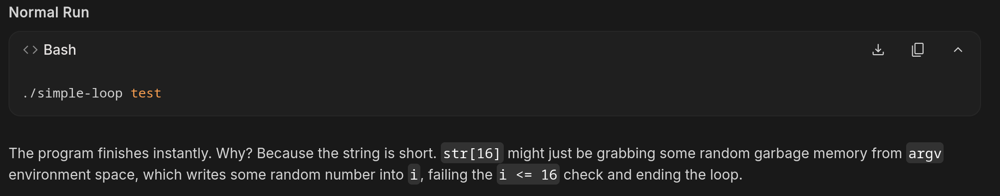 Normal Run
Bash
./simple-loop test
The program finishes instantly. Why? Because the string is short. str[16] might just be grabbing some random garbage memory from argv
environment space, which writes some random number into i, failing the i <= 16 check and ending the loop.